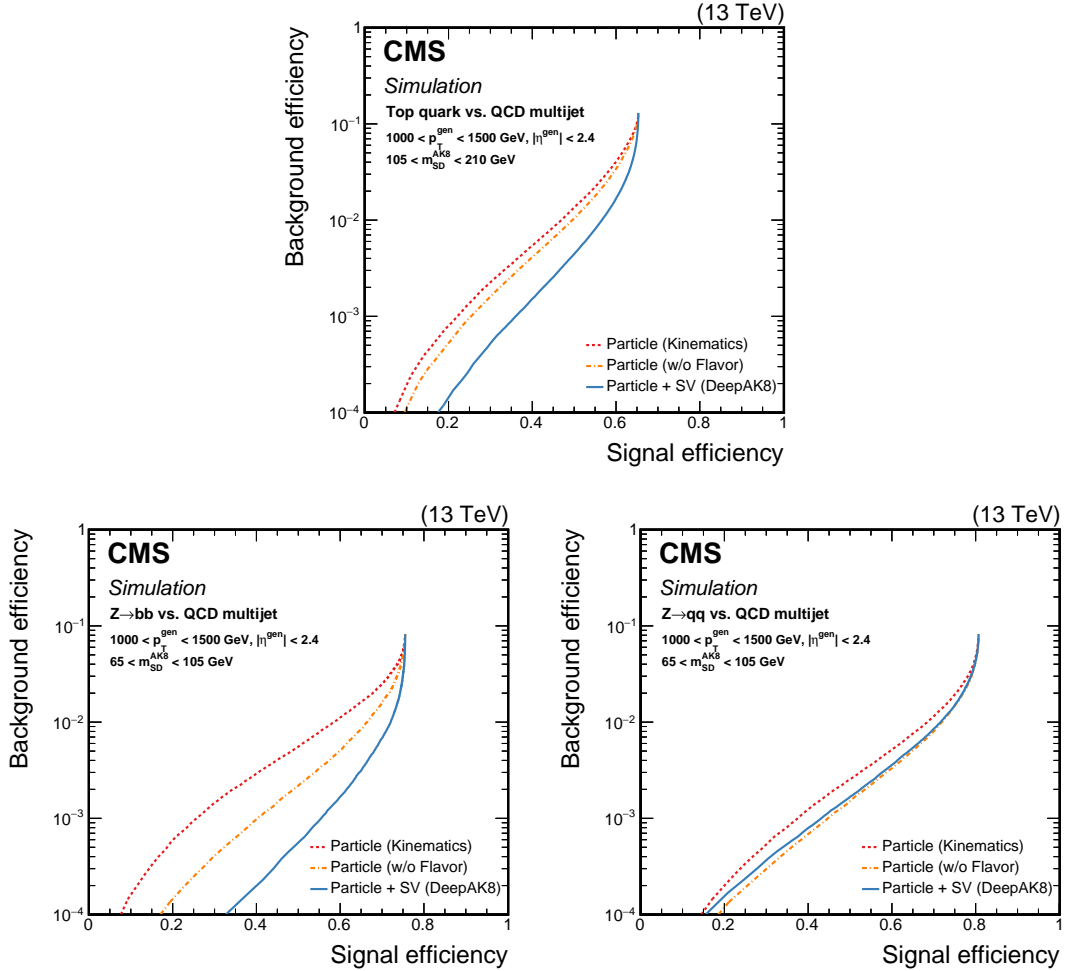 (13 TeV)
CMS
Simulation
Top quark vs. QCD multijet
1000 < p_T^gen < 1500 GeV, |η^gen| < 2.4
105 < m_SD^AK8 < 210 GeV
Background efficiency
1
10⁻¹
10⁻²
10⁻³
10⁻⁴
Particle (Kinematics)
Particle (w/o Flavor)
Particle + SV (DeepAK8)
0 0.2 0.4 0.6 0.8 1
Signal efficiency
(13 TeV)
CMS
Simulation
Z→bb vs. QCD multijet
1000 < p_T^gen < 1500 GeV, |η^gen| < 2.4
65 < m_SD^AK8 < 105 GeV
Background efficiency
1
10⁻¹
10⁻²
10⁻³
10⁻⁴
Particle (Kinematics)
Particle (w/o Flavor)
Particle + SV (DeepAK8)
0 0.2 0.4 0.6 0.8 1
Signal efficiency
(13 TeV)
CMS
Simulation
Z→qq vs. QCD multijet
1000 < p_T^gen < 1500 GeV, |η^gen| < 2.4
65 < m_SD^AK8 < 105 GeV
Background efficiency
1
10⁻¹
10⁻²
10⁻³
10⁻⁴
Particle (Kinematics)
Particle (w/o Flavor)
Particle + SV (DeepAK8)
0 0.2 0.4 0.6 0.8 1
Signal efficiency